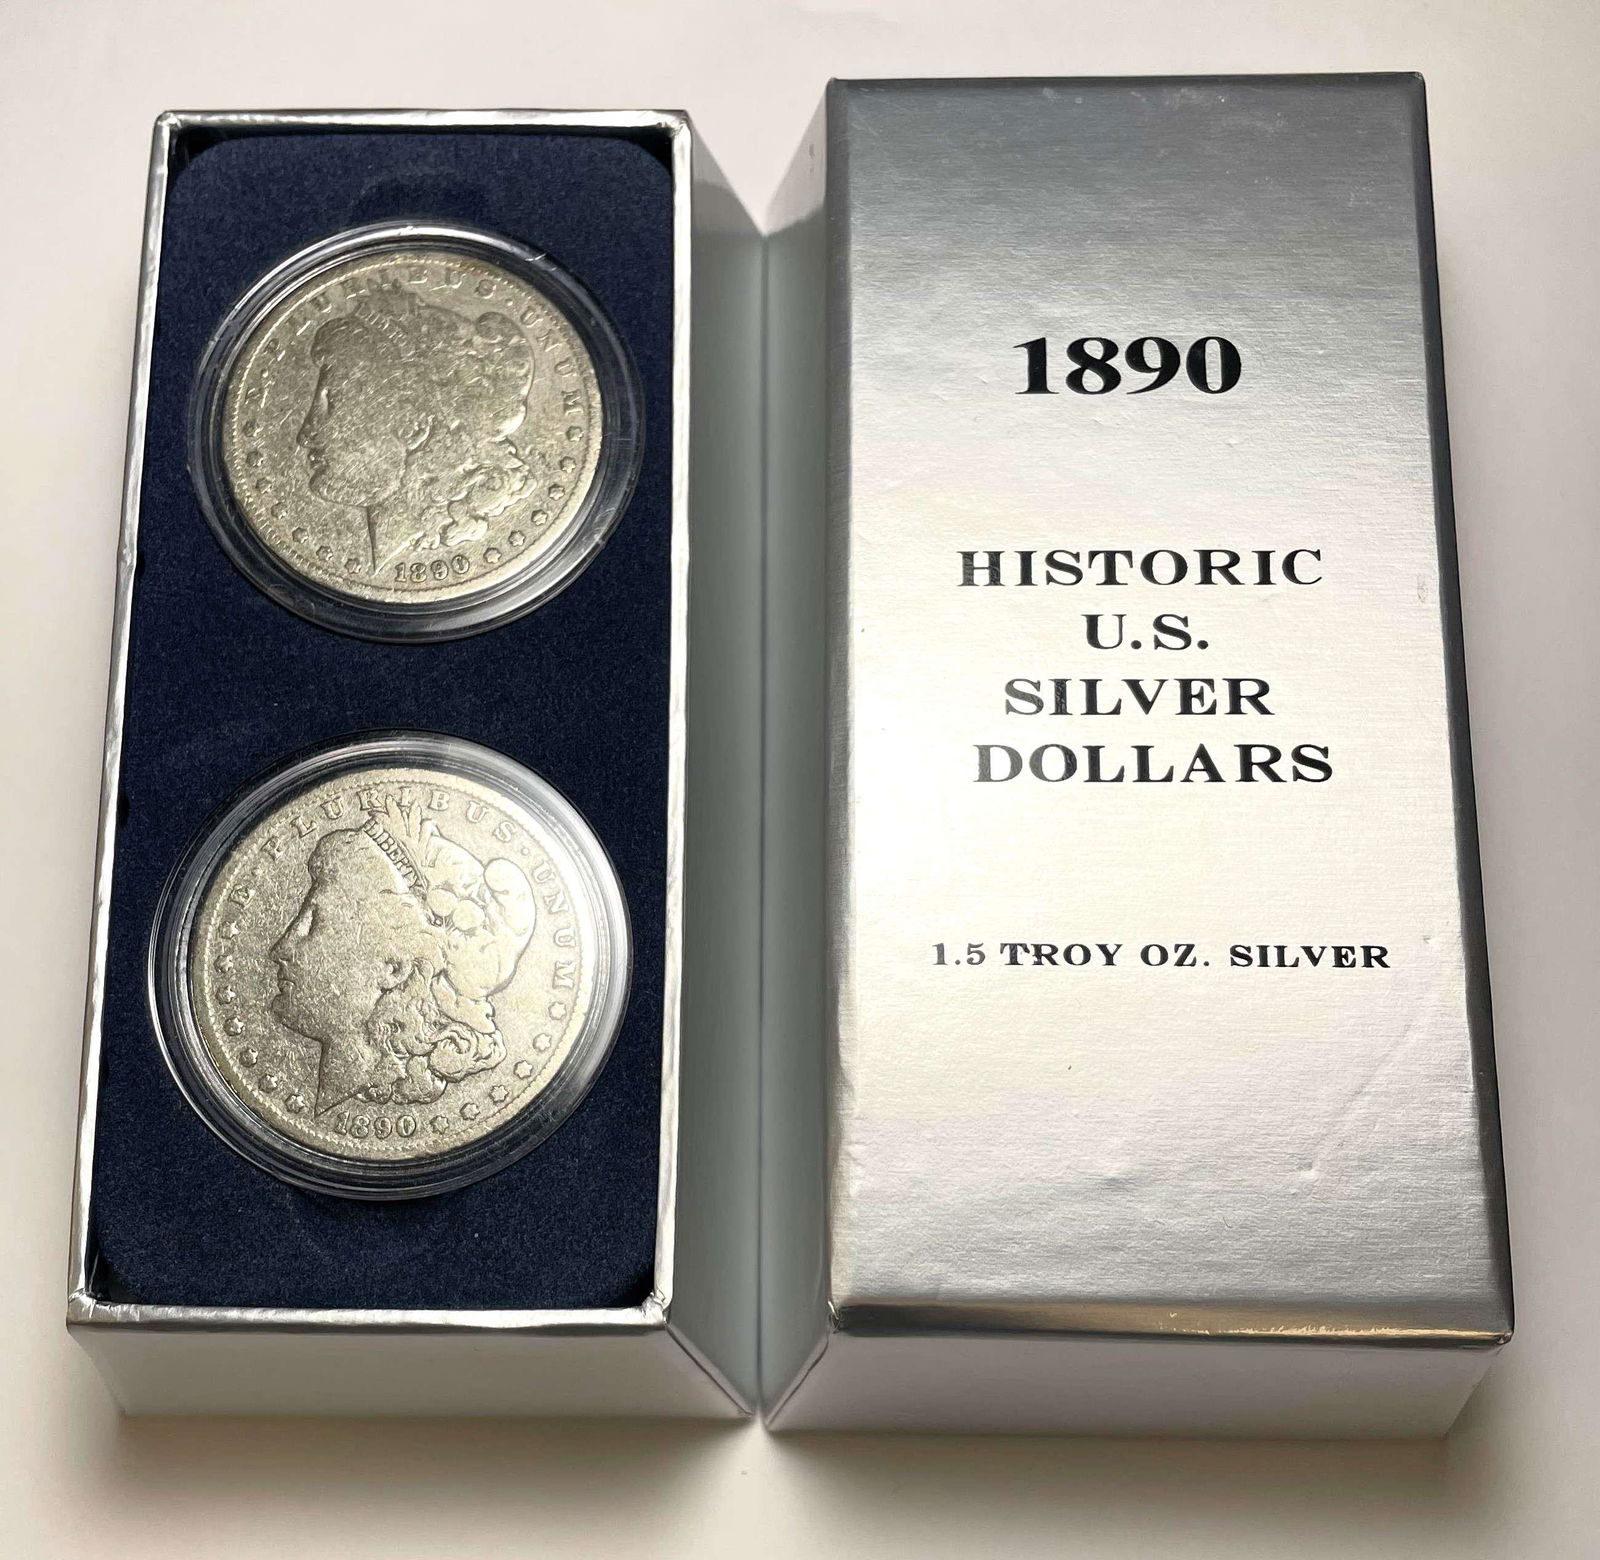 E · PLURIBUS · UNUM
1890
E · PLURIBUS · UNUM
LIBERTY
1890
1890
HISTORIC
U.S.
SILVER
DOLLARS
1.5 TROY OZ. SILVER